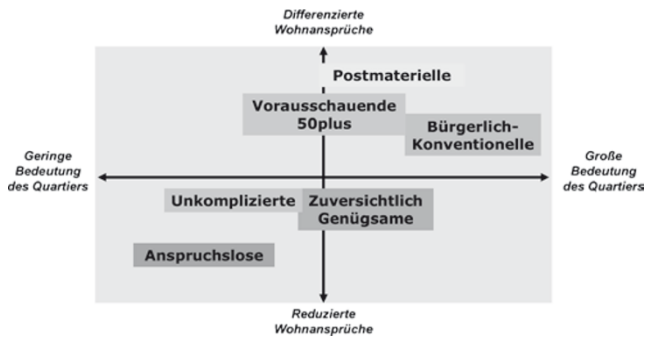 Differenzierte
Wohnansprüche
Postmaterielle
Vorausschauende
50plus
Bürgerlich-
Konventionelle
Geringe
Bedeutung
des Quartiers
Große
Bedeutung
des Quartiers
Unkomplizierte
Zuversichtlich
Genügsame
Anspruchslose
Reduzierte
Wohnansprüche